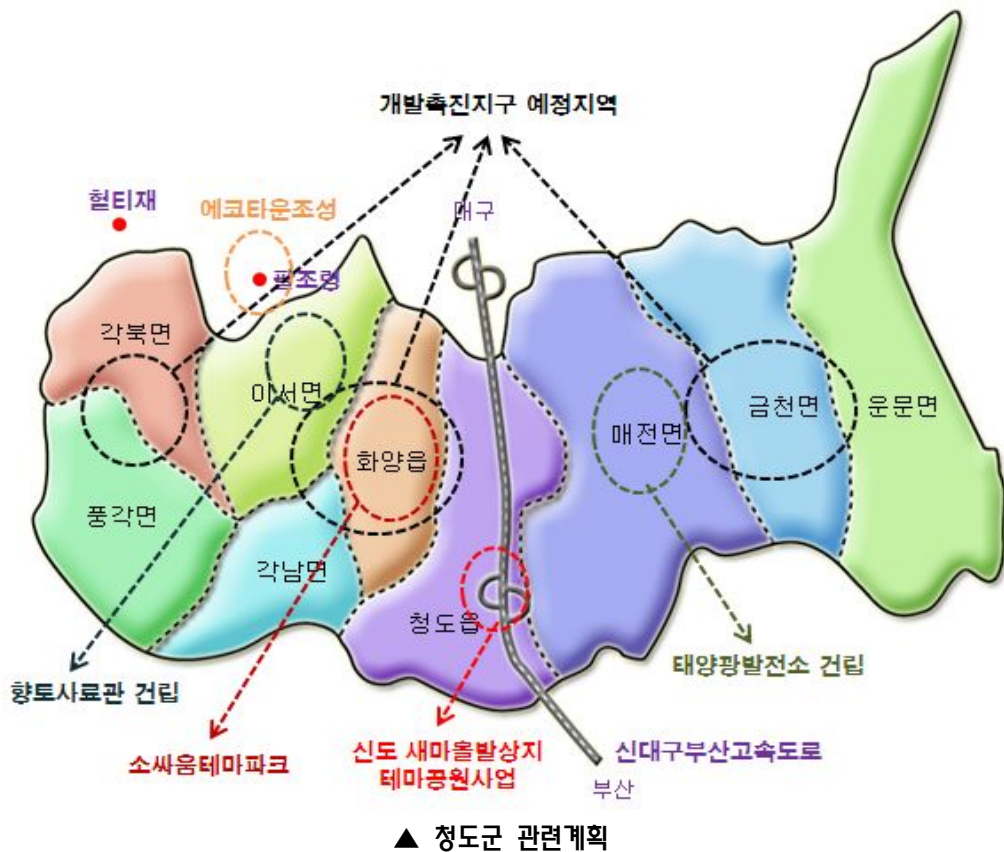 개발촉진지구 예정지역
헐티재
에코타운조성
대구
팔조령
각북면
이서면
금천면
운문면
매전면
화양읍
풍각면
각남면
청도읍
태양광발전소 건립
향토사료관 건립
소싸움테마파크
신도 새마을발상지
테마공원사업
신대구부산고속도로
부산
▲ 청도군 관련계획